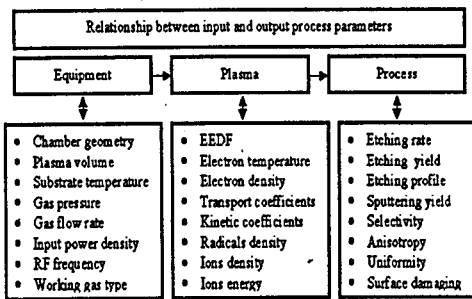 Relationship between input and output process parameters
Equipment
Plasma
Process
• Chamber geometry
• Plasma volume
• Substrate temperature
• Gas pressure
• Gas flow rate
• Input power density
• RF frequency
• Working gas type
• EEDF
• Electron temperature
• Electron density
• Transport coefficients
• Kinetic coefficients
• Radicals density
• Ions density
• Ions energy
• Etching rate
• Etching yield
• Etching profile
• Sputtering yield
• Selectivity
• Anisotropy
• Uniformity
• Surface damaging